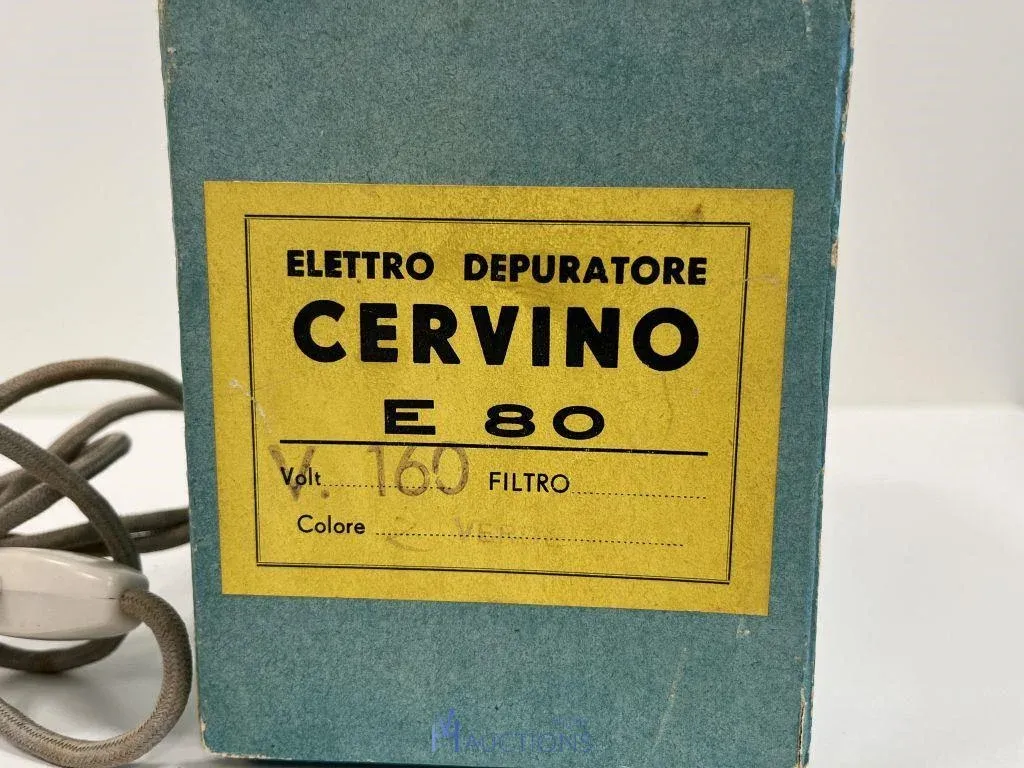 ELETTRO DEPURATORE
CERVINO
E 80
Volt V. 160 FILTRO
Colore
AUCTIONS